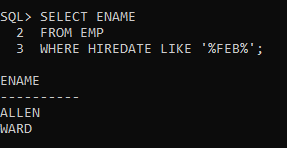 SQL> SELECT ENAME
  2  FROM EMP
  3  WHERE HIREDATE LIKE '%FEB%';
ENAME
----------
ALLEN
WARD